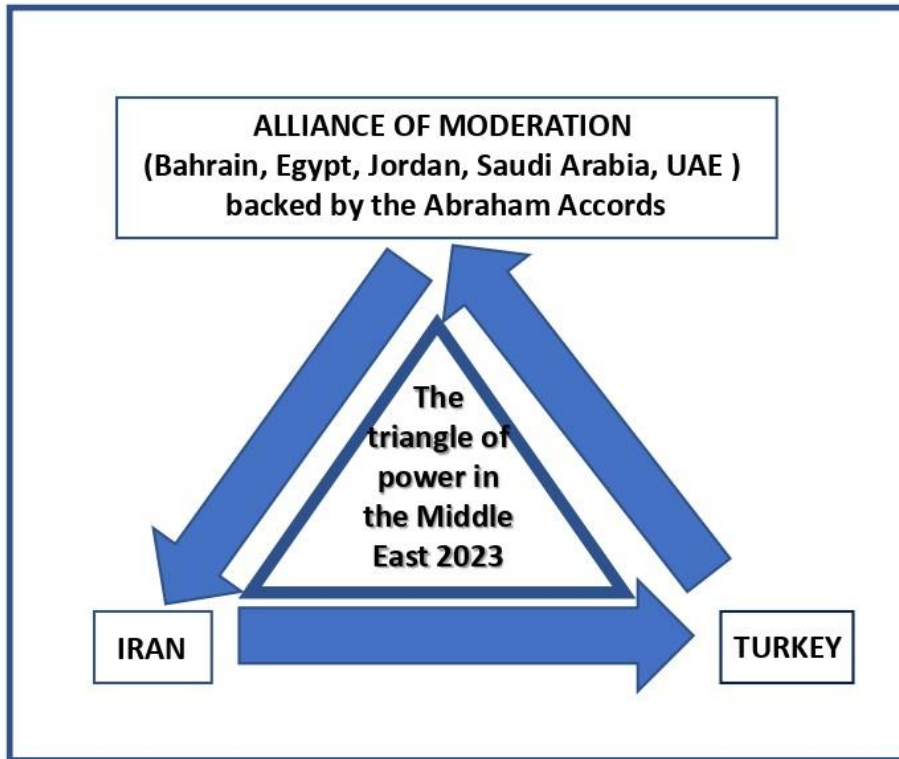 ALLIANCE OF MODERATION
(Bahrain, Egypt, Jordan, Saudi Arabia, UAE )
backed by the Abraham Accords
The
triangle of
power in
the Middle
East 2023
IRAN
TURKEY